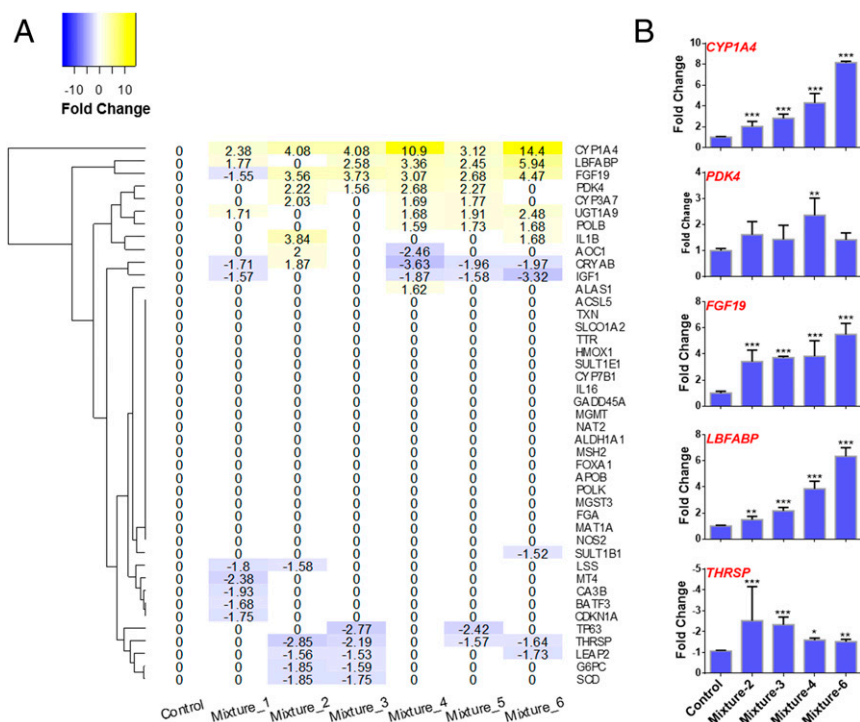 A
-10 0 10
Fold Change
0 2.38 4.08 4.08 10.9 3.12 14.4 CYP1A4
0 1.77 0 2.58 3.36 2.45 5.94 LBFABP
0 -1.55 3.56 3.73 3.07 2.68 4.47 FGF19
0 0 2.22 1.56 2.68 2.27 0 PDK4
0 0 2.03 0 1.69 1.77 0 CYP3A7
0 1.71 0 0 1.68 1.91 2.48 UGT1A9
0 0 0 0 1.59 1.73 1.68 POLB
0 0 3.84 0 0 0 1.68 IL1B
0 0 2 0 -2.46 0 0 AOC1
0 -1.71 1.87 0 -3.63 -1.96 -1.97 CRYAB
0 -1.57 0 0 -1.87 -1.58 -3.32 IGF1
0 0 0 0 1.62 0 0 ALAS1
0 0 0 0 0 0 0 ACSL5
0 0 0 0 0 0 0 TXN
0 0 0 0 0 0 0 SLCO1A2
0 0 0 0 0 0 0 TTR
0 0 0 0 0 0 0 HMOX1
0 0 0 0 0 0 0 SULT1E1
0 0 0 0 0 0 0 CYP7B1
0 0 0 0 0 0 0 IL16
0 0 0 0 0 0 0 GADD45A
0 0 0 0 0 0 0 MGMT
0 0 0 0 0 0 0 NAT2
0 0 0 0 0 0 0 ALDH1A1
0 0 0 0 0 0 0 MSH2
0 0 0 0 0 0 0 FOXA1
0 0 0 0 0 0 0 APOB
0 0 0 0 0 0 0 POLK
0 0 0 0 0 0 0 MGST3
0 0 0 0 0 0 0 FGA
0 0 0 0 0 0 0 MAT1A
0 0 0 0 0 0 0 NOS2
0 0 0 0 0 0 -1.52 SULT1B1
0 -1.8 -1.58 0 0 0 0 LSS
0 -2.38 0 0 0 0 0 MT4
0 -1.93 0 0 0 0 0 CA3B
0 -1.68 0 0 0 0 0 BATF3
0 -1.75 0 0 0 0 0 CDKN1A
0 0 0 -2.77 0 -2.42 0 TP63
0 0 -2.85 -2.19 0 -1.57 -1.64 THRSP
0 0 -1.56 -1.53 0 0 -1.73 LEAP2
0 0 -1.85 -1.59 0 0 0 G6PC
0 0 -1.85 -1.75 0 0 0 SCD
Control Mixture_1 Mixture_2 Mixture_3 Mixture_4 Mixture_5 Mixture_6
B
CYP1A4
Fold Change
10
8
6
4
2
0
*** *** *** ***
PDK4
Fold Change
4
3
2
1
0
**
FGF19
Fold Change
8
6
4
2
0
*** *** *** ***
LBFABP
Fold Change
8
6
4
2
0
** *** *** ***
THRSP
Fold Change
-5
-4
-3
-2
-1
0
*** *** * **
Control Mixture-2 Mixture-3 Mixture-4 Mixture-6